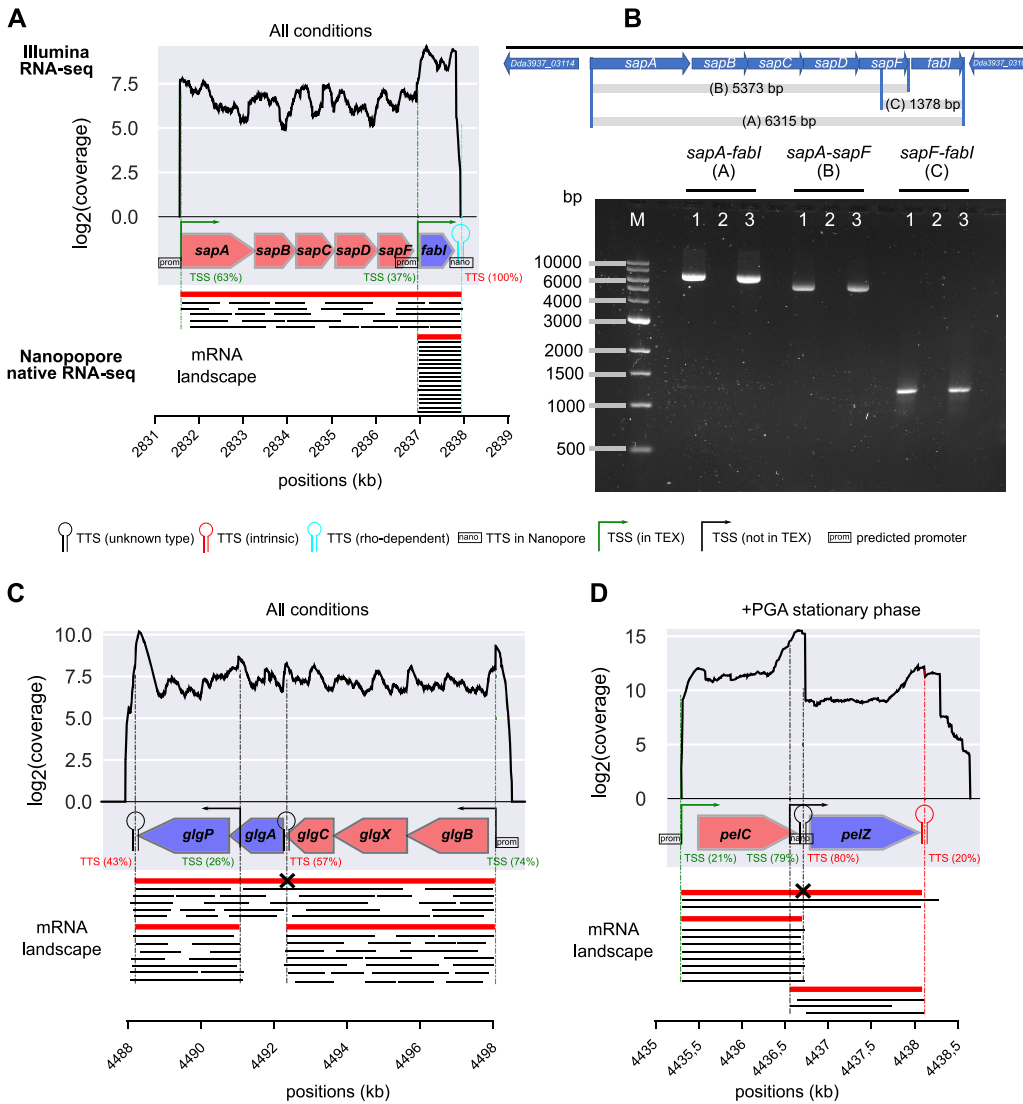 A
All conditions
Illumina
RNA-seq
log2(coverage)
7.5
5.0
2.5
0.0
sapA sapB sapC sapD sapF fabI
prom prom nano
TSS (63%) TSS (37%) TTS (100%)
Nanopopore
native RNA-seq
mRNA
landscape
2831 2832 2833 2834 2835 2836 2837 2838 2839
positions (kb)
B
Dda3937_03114 sapA sapB sapC sapD sapF fabI
(B) 5373 bp
(C) 1378 bp
(A) 6315 bp
sapA-fabI sapA-sapF sapF-fabI
(A) (B) (C)
bp
M 1 2 3 1 2 3 1 2 3
10000
6000
4000
3000
2000
1500
1000
500
TTS (unknown type) TTS (intrinsic) TTS (rho-dependent) nano TTS in Nanopore TSS (in TEX) TSS (not in TEX) prom predicted promoter
C
All conditions
log2(coverage)
10.0
7.5
5.0
2.5
0.0
glgP glgA glgC glgX glgB
prom
TTS (43%) TSS (26%) TTS (57%) TSS (74%)
mRNA
landscape
4488 4490 4492 4494 4496 4498
positions (kb)
D
+PGA stationary phase
log2(coverage)
15
10
5
0
pelC pelZ
prom nano
TSS (21%) TSS (79%) TTS (80%) TTS (20%)
mRNA
landscape
4435 4435,5 4436 4436,5 4437 4437,5 4438 4438,5
positions (kb)